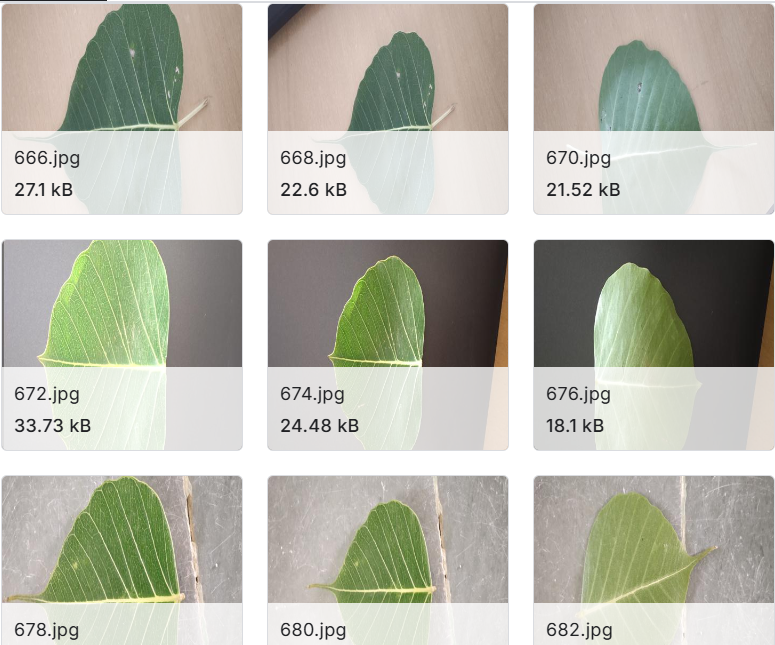 666.jpg
27.1 kB
668.jpg
22.6 kB
670.jpg
21.52 kB
672.jpg
33.73 kB
674.jpg
24.48 kB
676.jpg
18.1 kB
678.jpg
680.jpg
682.jpg